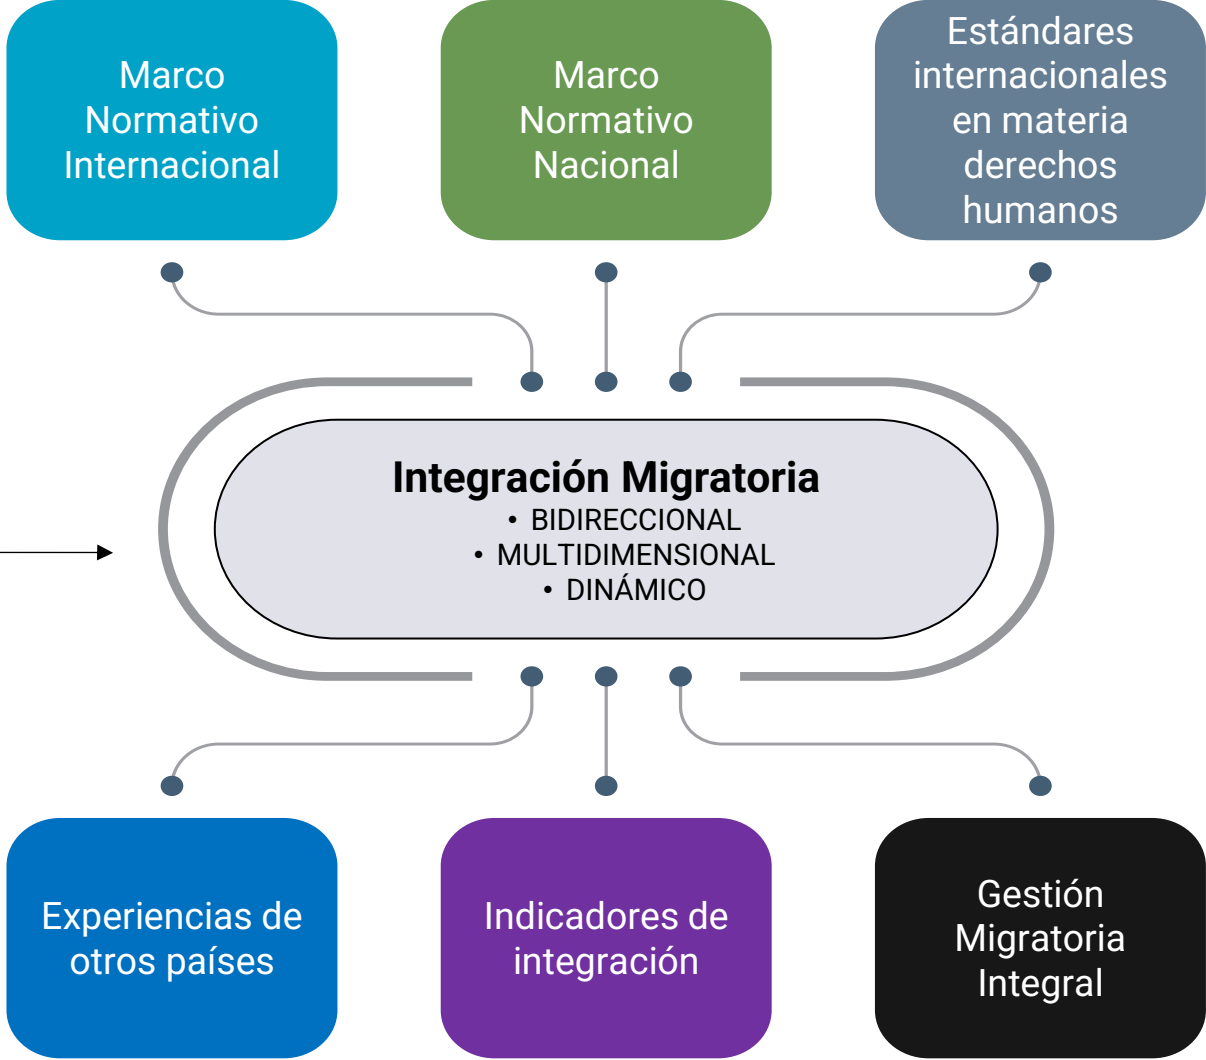 Marco
Normativo
Internacional
Marco
Normativo
Nacional
Estándares
internacionales
en materia
derechos
humanos
Integración Migratoria
• BIDIRECCIONAL
• MULTIDIMENSIONAL
• DINÁMICO
Experiencias de
otros países
Indicadores de
integración
Gestión
Migratoria
Integral